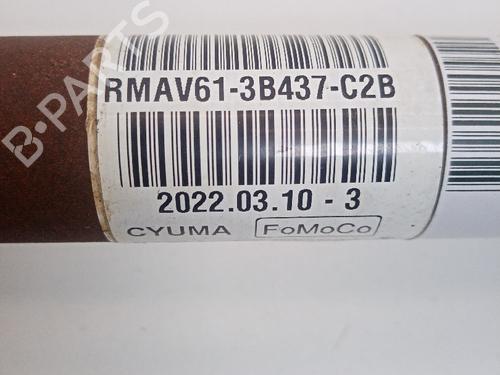 RMAV61-3B437-C2B
2022.03.10 - 3
CYUMA FoMoCo
B-PARTS